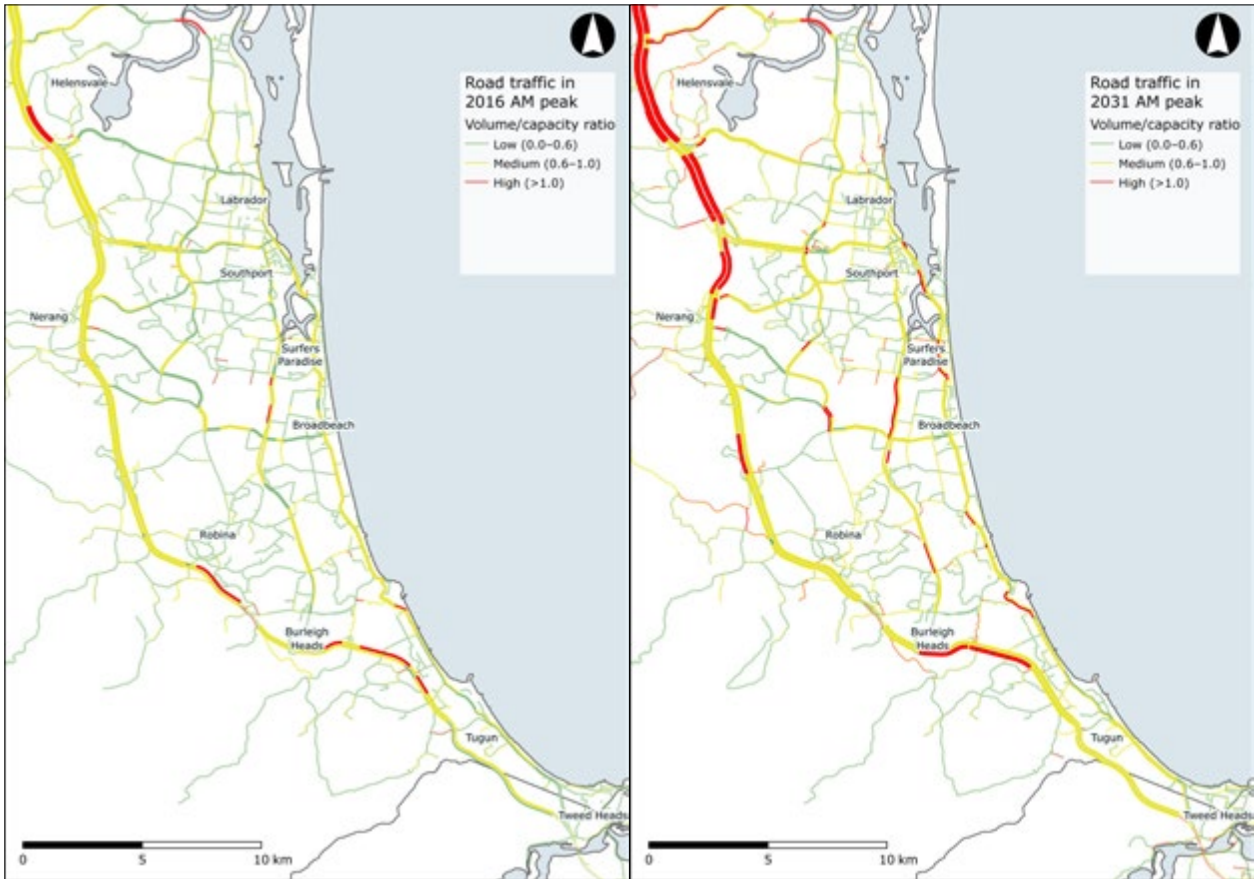 Helensvale
Road traffic in
2016 AM peak
Volume/capacity ratio
Low (0.0–0.6)
Medium (0.6–1.0)
High (>1.0)
Labrador
Southport
Nerang
Surfers
Paradise
Broadbeach
Robina
Burleigh
Heads
Tugun
Tweed Heads
0 5 10 km
Helensvale
Road traffic in
2031 AM peak
Volume/capacity ratio
Low (0.0–0.6)
Medium (0.6–1.0)
High (>1.0)
Labrador
Southport
Nerang
Surfers
Paradise
Broadbeach
Robina
Burleigh
Heads
Tugun
Tweed Heads
0 5 10 km